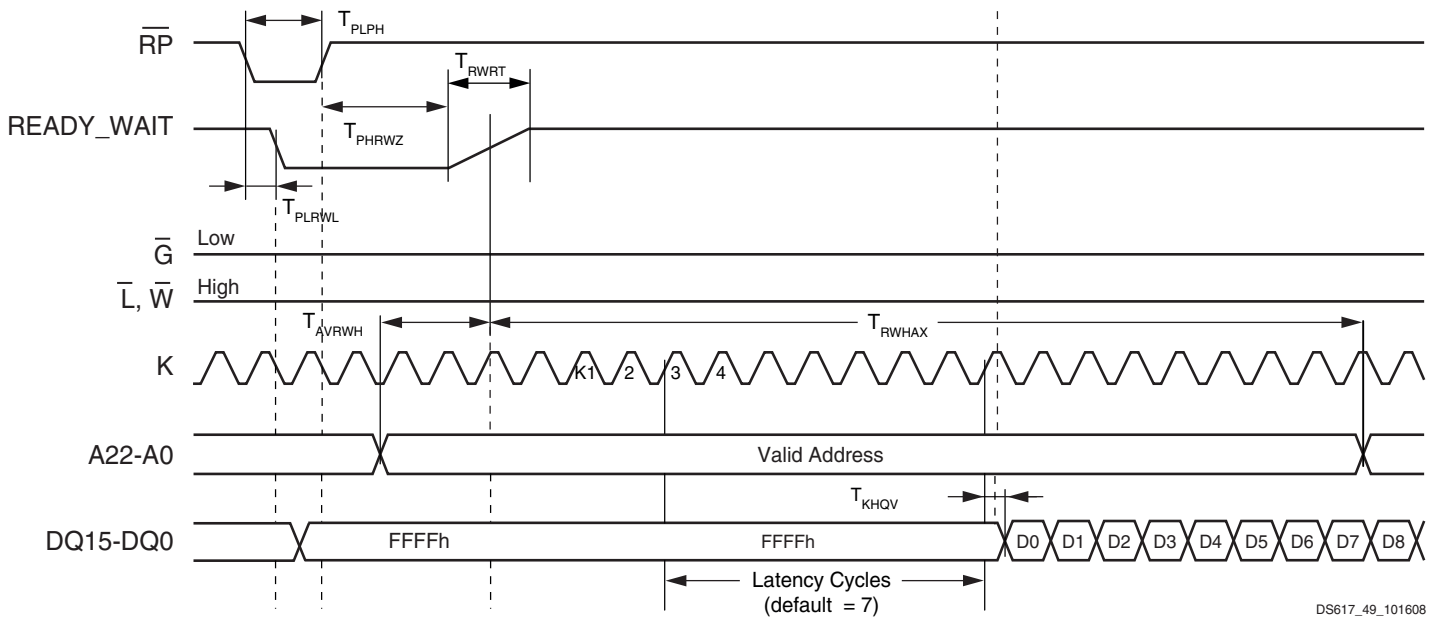 T_PLPH
RP
T_RWRT
READY_WAIT
T_PHRWZ
T_PLRWL
G Low
L, W High
T_AVRWH T_RWHAX
K K1 2 3 4
A22-A0 Valid Address
T_KHQV
DQ15-DQ0 FFFFh FFFFh D0 D1 D2 D3 D4 D5 D6 D7 D8
Latency Cycles
(default = 7)
DS617_49_101608